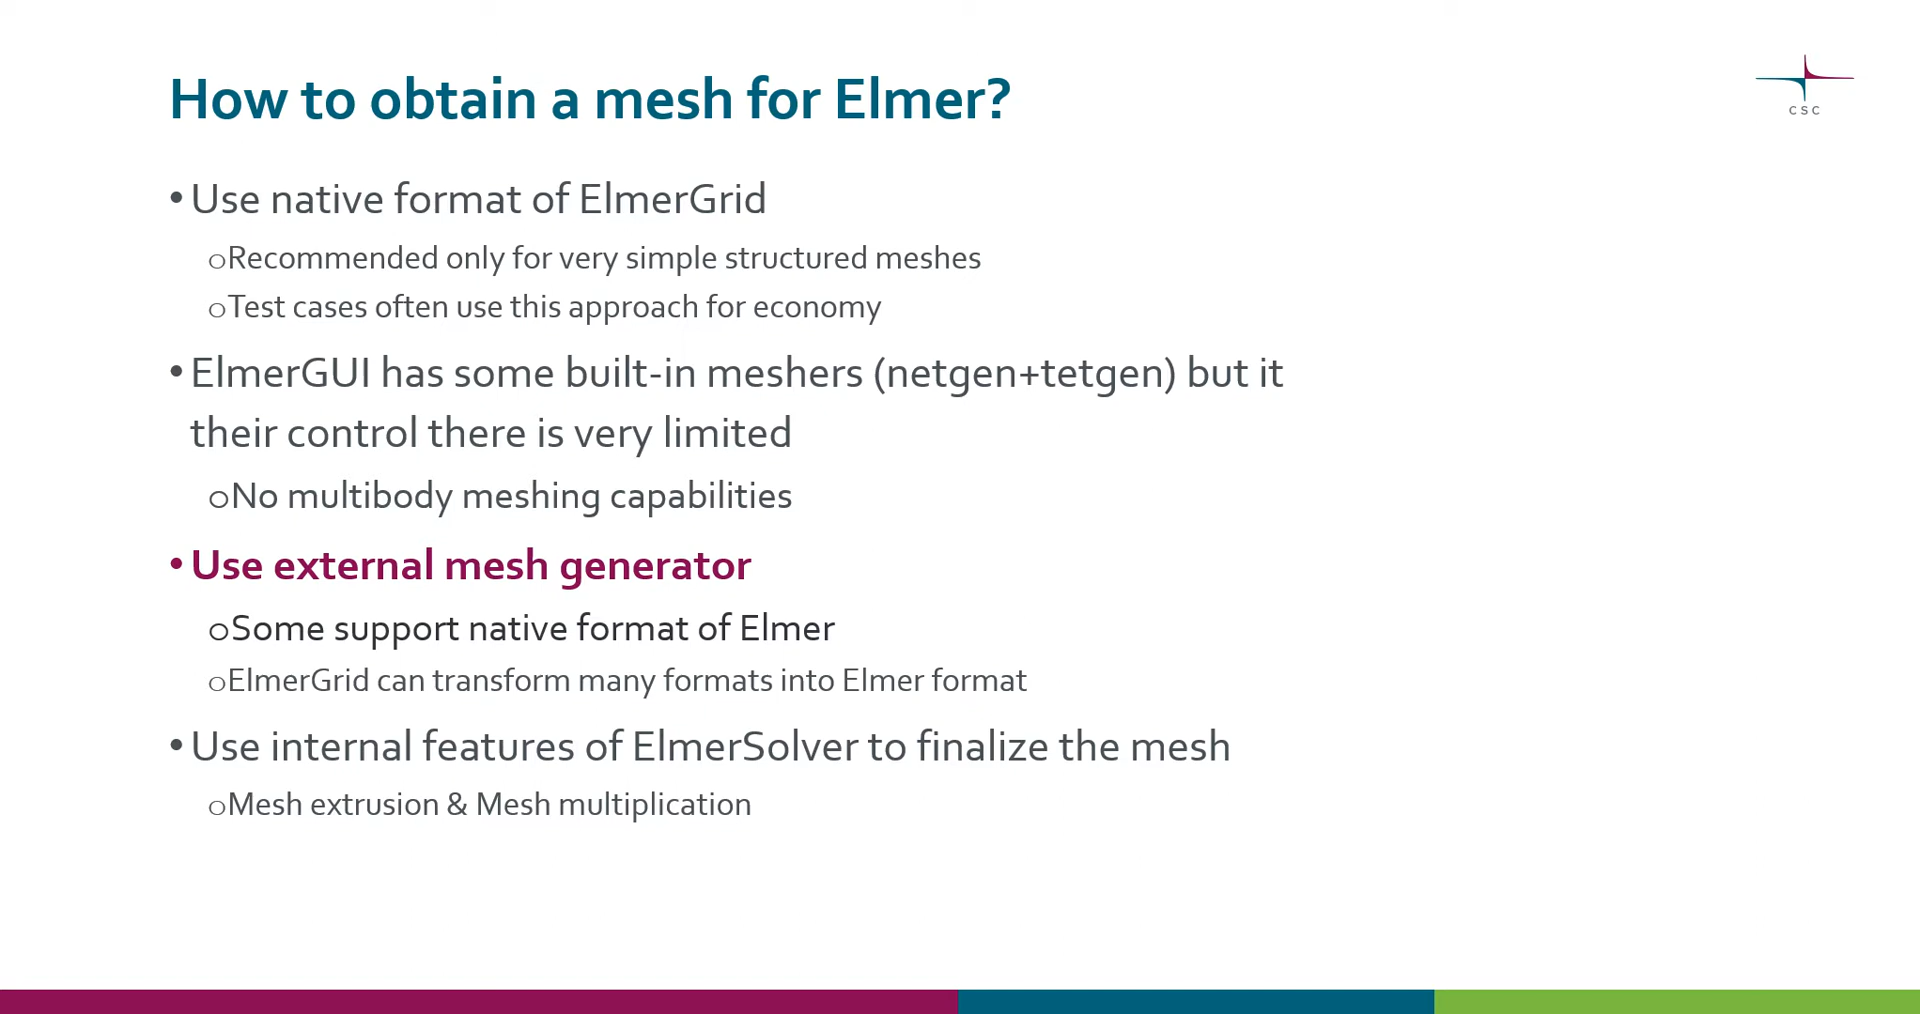 How to obtain a mesh for Elmer?
CSC
• Use native format of ElmerGrid
oRecommended only for very simple structured meshes
oTest cases often use this approach for economy
• ElmerGUI has some built-in meshers (netgen+tetgen) but it
their control there is very limited
oNo multibody meshing capabilities
• Use external mesh generator
oSome support native format of Elmer
oElmerGrid can transform many formats into Elmer format
• Use internal features of ElmerSolver to finalize the mesh
oMesh extrusion & Mesh multiplication